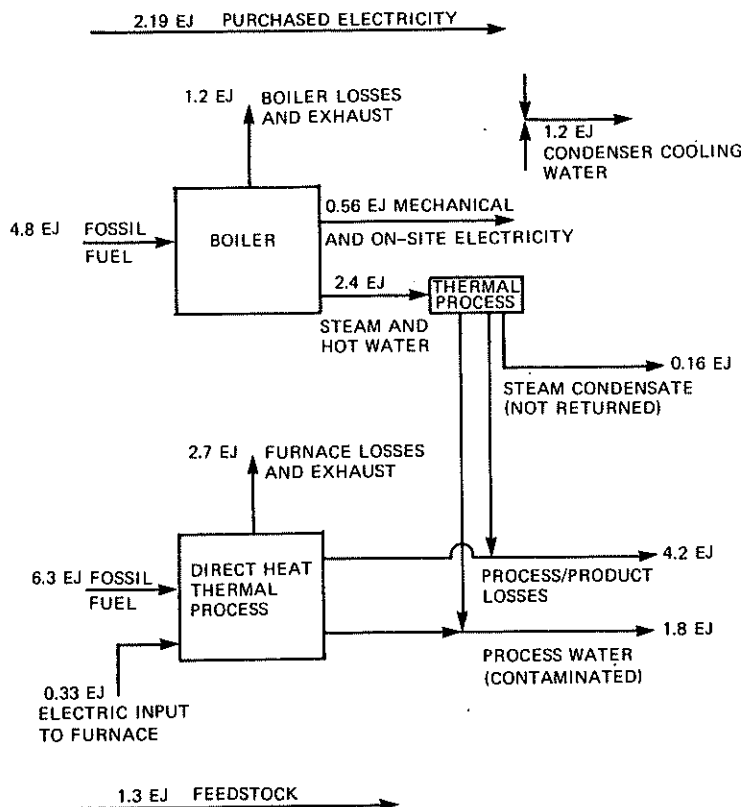 2.19 EJ PURCHASED ELECTRICITY
1.2 EJ BOILER LOSSES
AND EXHAUST
1.2 EJ
CONDENSER COOLING
WATER
4.8 EJ FOSSIL
FUEL
BOILER
0.56 EJ MECHANICAL
AND ON-SITE ELECTRICITY
2.4 EJ
STEAM AND
HOT WATER
THERMAL
PROCESS
0.16 EJ
STEAM CONDENSATE
(NOT RETURNED)
2.7 EJ FURNACE LOSSES
AND EXHAUST
6.3 EJ FOSSIL
FUEL
DIRECT HEAT
THERMAL
PROCESS
4.2 EJ
PROCESS/PRODUCT
LOSSES
1.8 EJ
PROCESS WATER
(CONTAMINATED)
0.33 EJ
ELECTRIC INPUT
TO FURNACE
1.3 EJ FEEDSTOCK